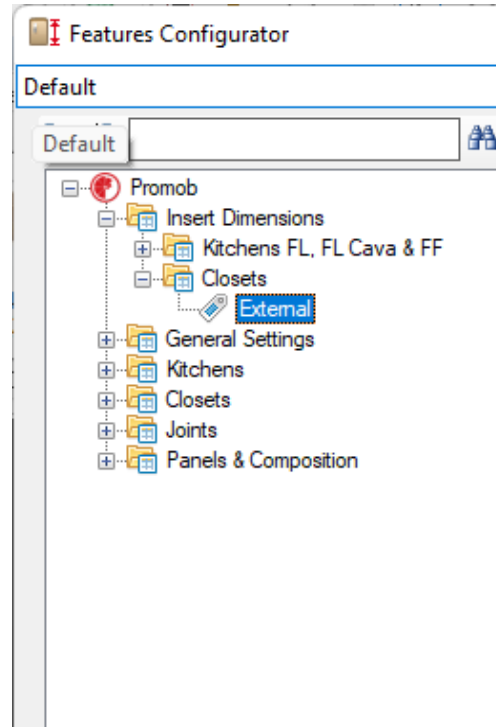 Features Configurator
Default
Default
Promob
Insert Dimensions
Kitchens FL, FL Cava & FF
Closets
External
General Settings
Kitchens
Closets
Joints
Panels & Composition